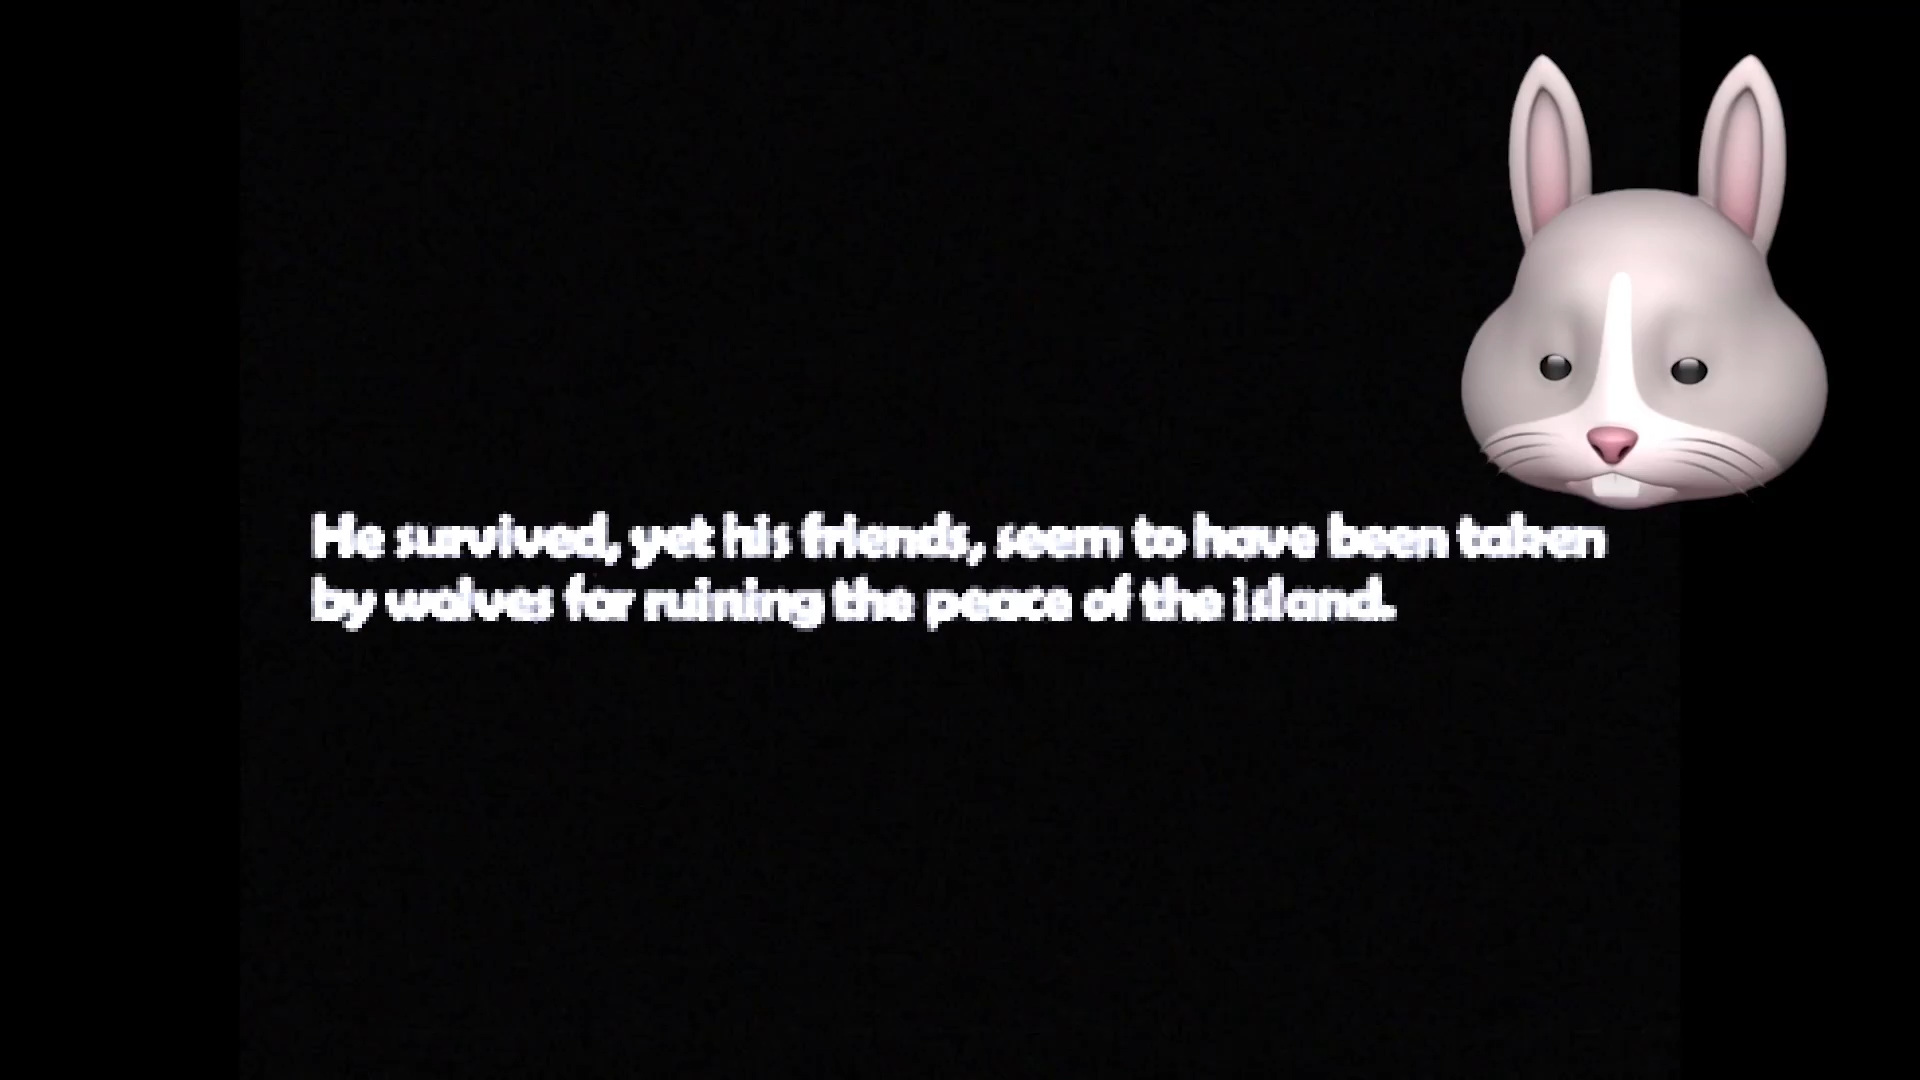 He survived, yet his friends, seem to have been taken
by wolves for ruining the peace of the island.